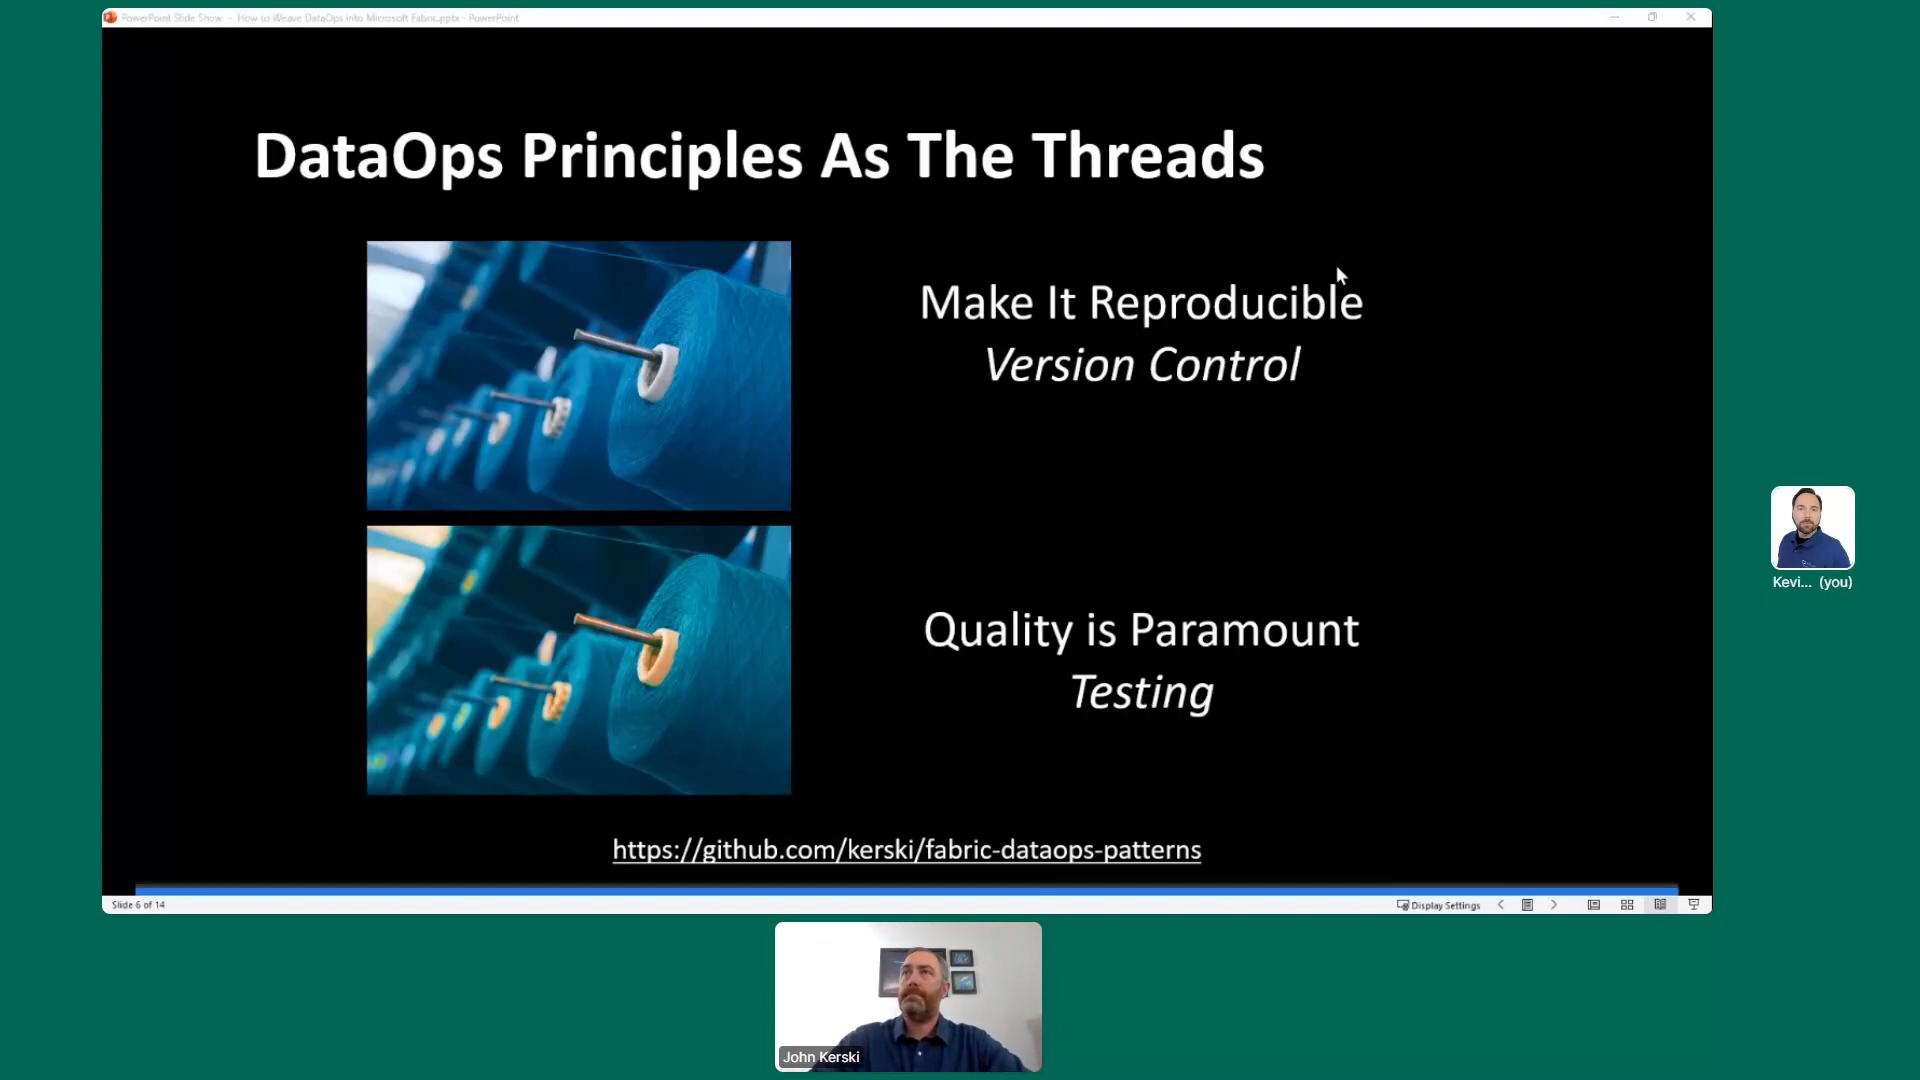 PowerPoint Slide Show - How to Weave DataOps into Microsoft Fabric.pptx - PowerPoint
DataOps Principles As The Threads
Make It Reproducible
Version Control
Quality is Paramount
Testing
https://github.com/kerski/fabric-dataops-patterns
Slide 6 of 14
Display Settings
Kevi... (you)
John Kerski